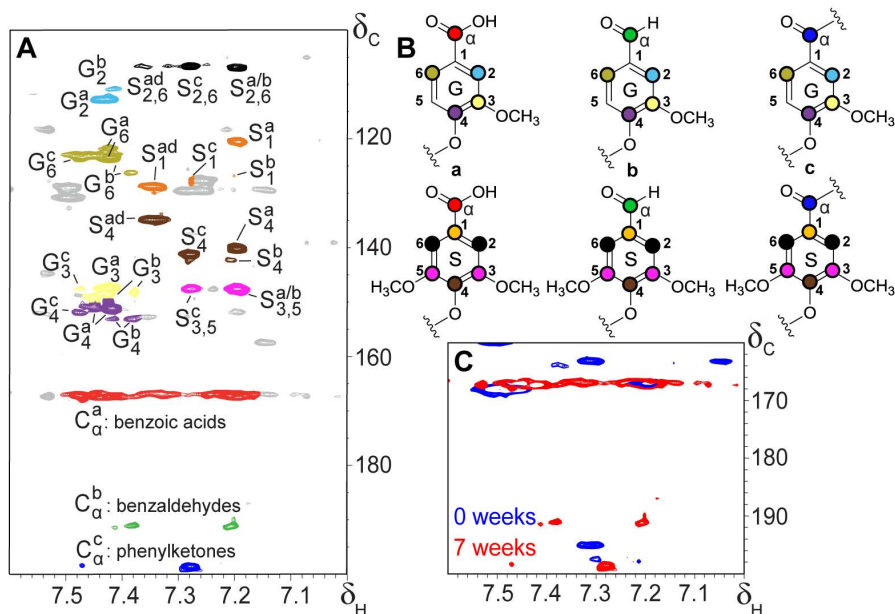 A
G₂ᵇ
G₂ᵃ
S₂,₆ᵃᵈ
S₂,₆ᶜ
S₂,₆ᵃ/ᵇ
G₆ᵃ
G₆ᶜ
G₆ᵇ
S₁ᵃᵈ
S₁ᶜ
S₁ᵃ
S₁ᵇ
S₄ᵃᵈ
S₄ᶜ
S₄ᵃ
S₄ᵇ
G₃ᶜ
G₃ᵃ
G₃ᵇ
G₄ᶜ
G₄ᵃ
G₄ᵇ
S₃,₅ᶜ
S₃,₅ᵃ/ᵇ
Cαᵃ: benzoic acids
Cαᵇ: benzaldehydes
Cαᶜ: phenylketones
δC
120
140
160
180
7.5 7.4 7.3 7.2 7.1 δH
B
O OH
α
1
6 2
G
5 3
4 OCH₃
O
a
O H
α
1
6 2
G
5 3
4 OCH₃
O
b
O
α
1
6 2
G
5 3
4 OCH₃
O
c
O OH
α
1
6 2
S
5 3
H₃CO 4 OCH₃
O
O H
α
1
6 2
S
5 3
H₃CO 4 OCH₃
O
O
α
1
6 2
S
5 3
H₃CO 4 OCH₃
O
C
δC
170
180
190
0 weeks
7 weeks
7.5 7.4 7.3 7.2 7.1 δH